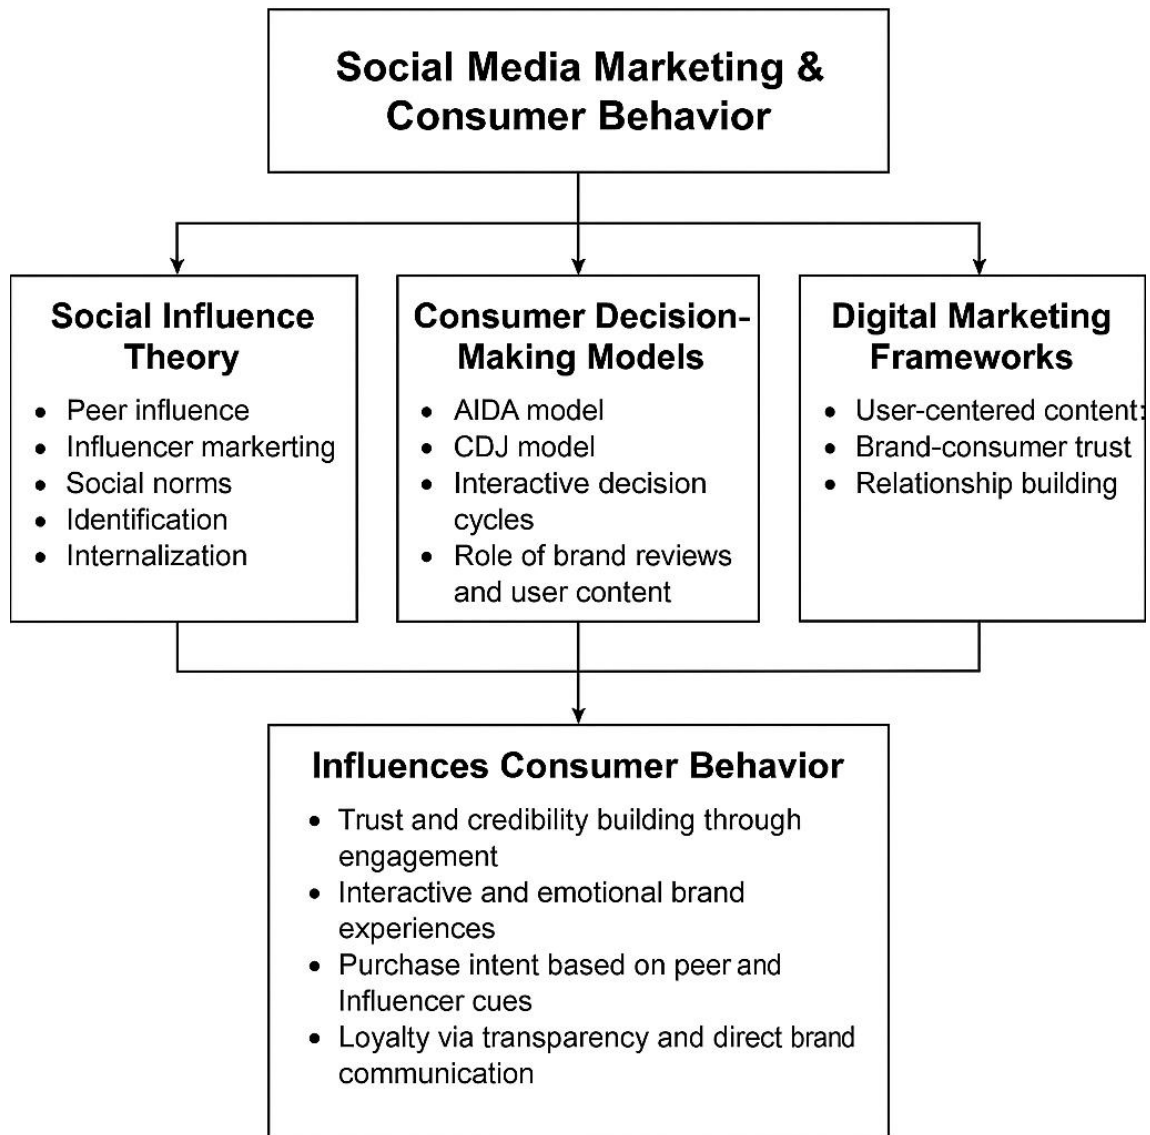 Social Media Marketing &
Consumer Behavior
Social Influence
Theory
• Peer influence
• Influencer markerting
• Social norms
• Identification
• Internalization
Consumer Decision-
Making Models
• AIDA model
• CDJ model
• Interactive decision
cycles
• Role of brand reviews
and user content
Digital Marketing
Frameworks
• User-centered content:
• Brand-consumer trust
• Relationship building
Influences Consumer Behavior
• Trust and credibility building through
engagement
• Interactive and emotional brand
experiences
• Purchase intent based on peer and
Influencer cues
• Loyalty via transparency and direct brand
communication